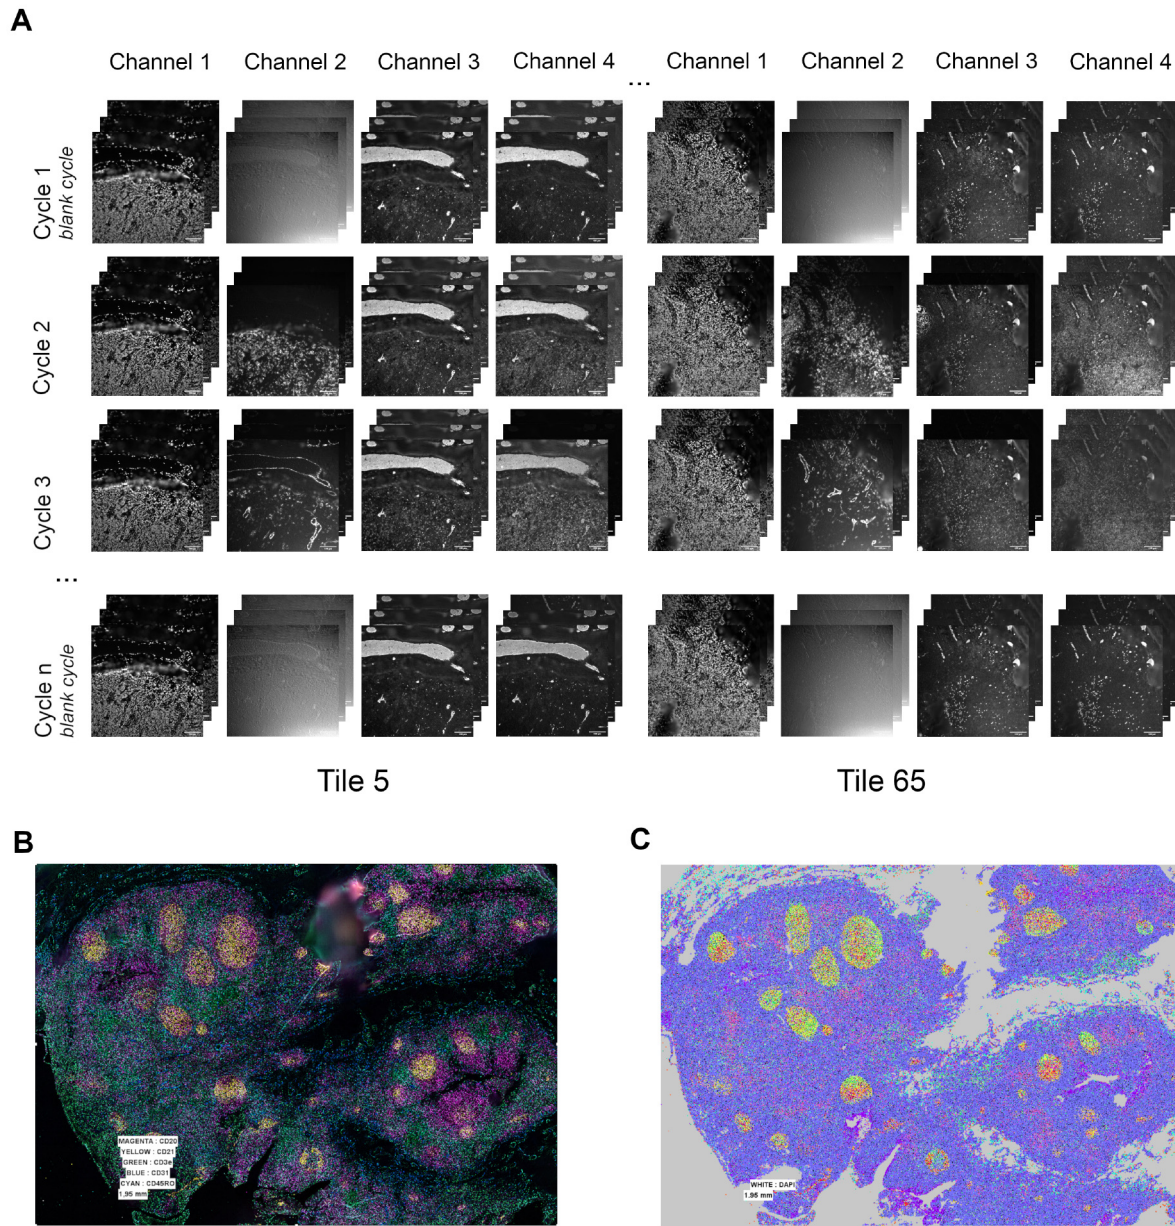 A
Channel 1 Channel 2 Channel 3 Channel 4 ... Channel 1 Channel 2 Channel 3 Channel 4
Cycle 1
blank cycle
Cycle 2
Cycle 3
...
Cycle n
blank cycle
Tile 5 Tile 65
B
MAGENTA : CD20
YELLOW : CD21
GREEN : CD3e
BLUE : CD31
CYAN : CD45RO
1.95 mm
C
WHITE : DAPI
1.95 mm